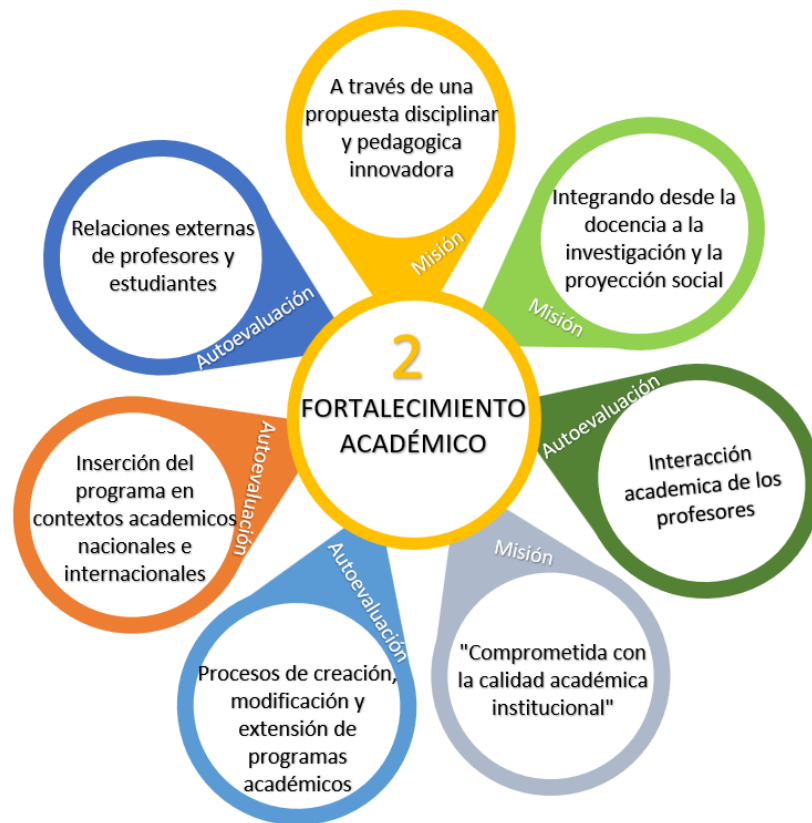 A través de una
propuesta disciplinar
y pedagogica
innovadora
Misión
Integrando desde la
docencia a la
investigación y la
proyección social
Misión
Autoevaluación
Interacción
academica de los
profesores
Misión
"Comprometida con
la calidad académica
institucional"
Autoevaluación
Procesos de creación,
modificación y
extensión de
programas
académicos
Autoevaluación
Inserción del
programa en
contextos academicos
nacionales e
internacionales
Relaciones externas
de profesores y
estudiantes
Autoevaluación
2
FORTALECIMIENTO
ACADÉMICO